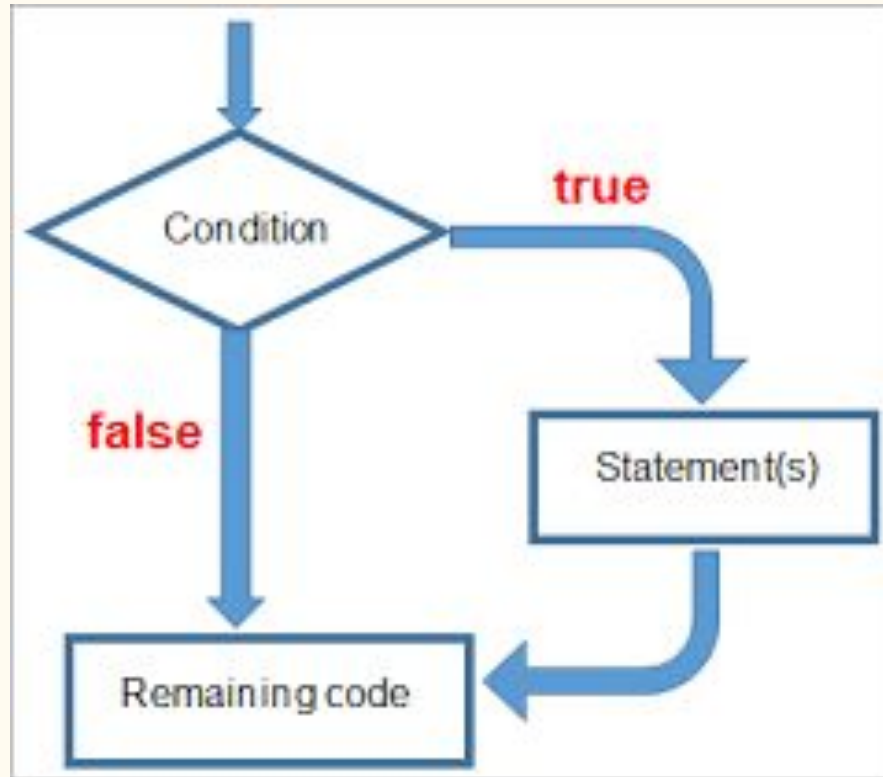 Condition
true
false
Statement(s)
Remaining code